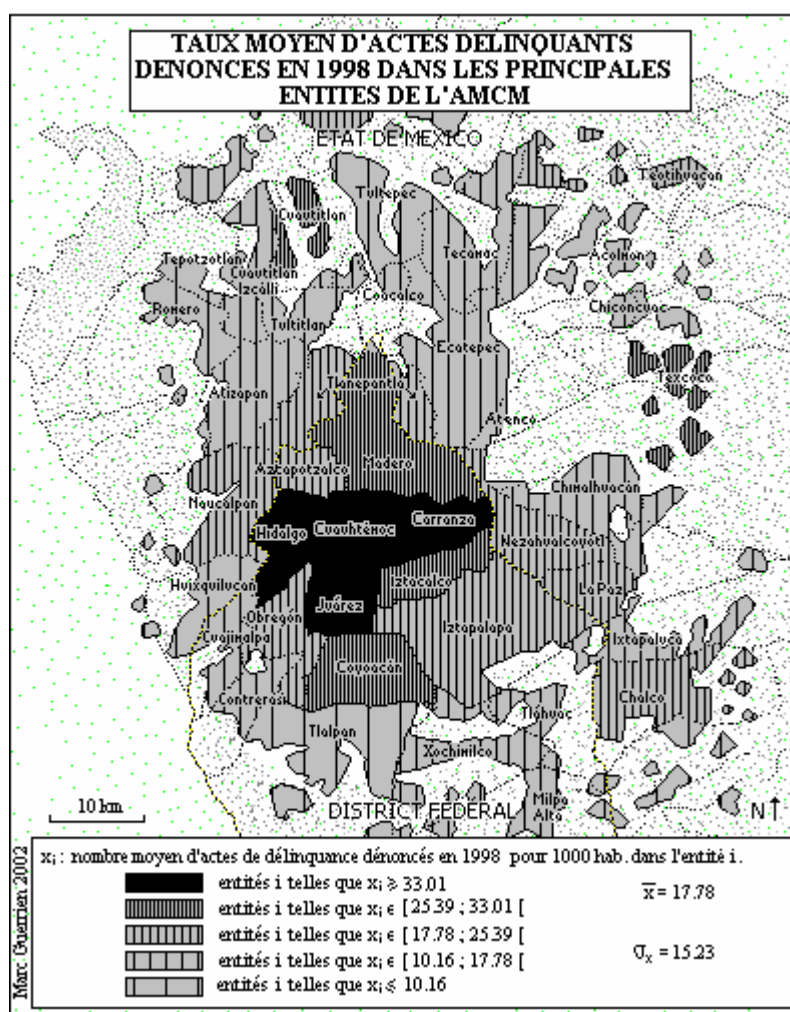 TAUX MOYEN D'ACTES DELINQUANTS
DENONCES EN 1998 DANS LES PRINCIPALES
ENTITES DE L'AMCM
ETAT DE MEXICO
Teotihuacan
Tultepec
Cuautitlan
Tecamac
Acolman
Tepotzotlan
Cuautitlan
Izcalli
Coacalco
Chiconcuac
Romero
Tultitlan
Ecatepec
Tlanepantla
Texcoco
Atizapan
Atenco
Aztapotzalco
Madero
Chimalhuacán
Naucalpan
Carranza
Hidalgo
Cuauhtémoc
Nezahualcoyotl
Huixquilucan
Iztacalco
La Paz
Juárez
Obregón
Iztapalapa
Cuajimalpa
Ixtapaluca
Coyoacán
Contreras
Chalco
Tlalpan
Tláhuac
Xochimilco
10 km
DISTRICT FEDERAL
Milpa
Alta
N↑
Marc Guerrien 2002
xi : nombre moyen d'actes de délinquance dénoncés en 1998 pour 1000 hab. dans l'entité i.
entités i telles que xi ⩾ 33.01
x̅ = 17.78
entités i telles que xi ε [ 25.39 ; 33.01 [
entités i telles que xi ε [ 17.78 ; 25.39 [
entités i telles que xi ε [ 10.16 ; 17.78 [
σx = 15.23
entités i telles que xi ⩽ 10.16